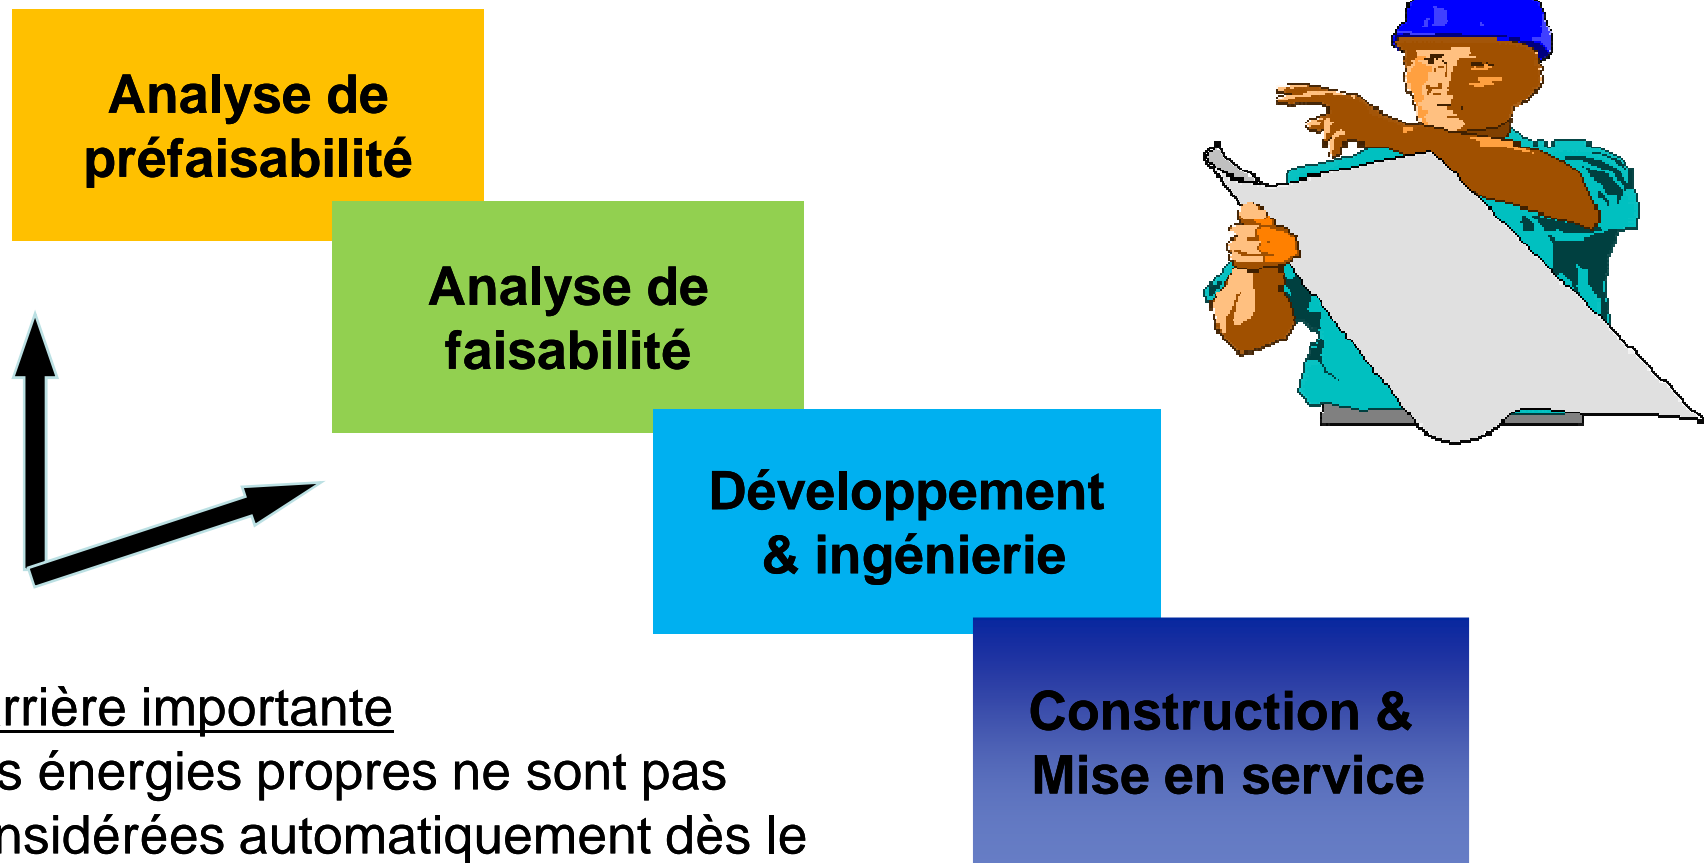 Analyse de
préfaisabilité
Analyse de
faisabilité
Développement
& ingénierie
Construction &
Mise en service
rrière importante
s énergies propres ne sont pas
nsidérées automatiquement dès le